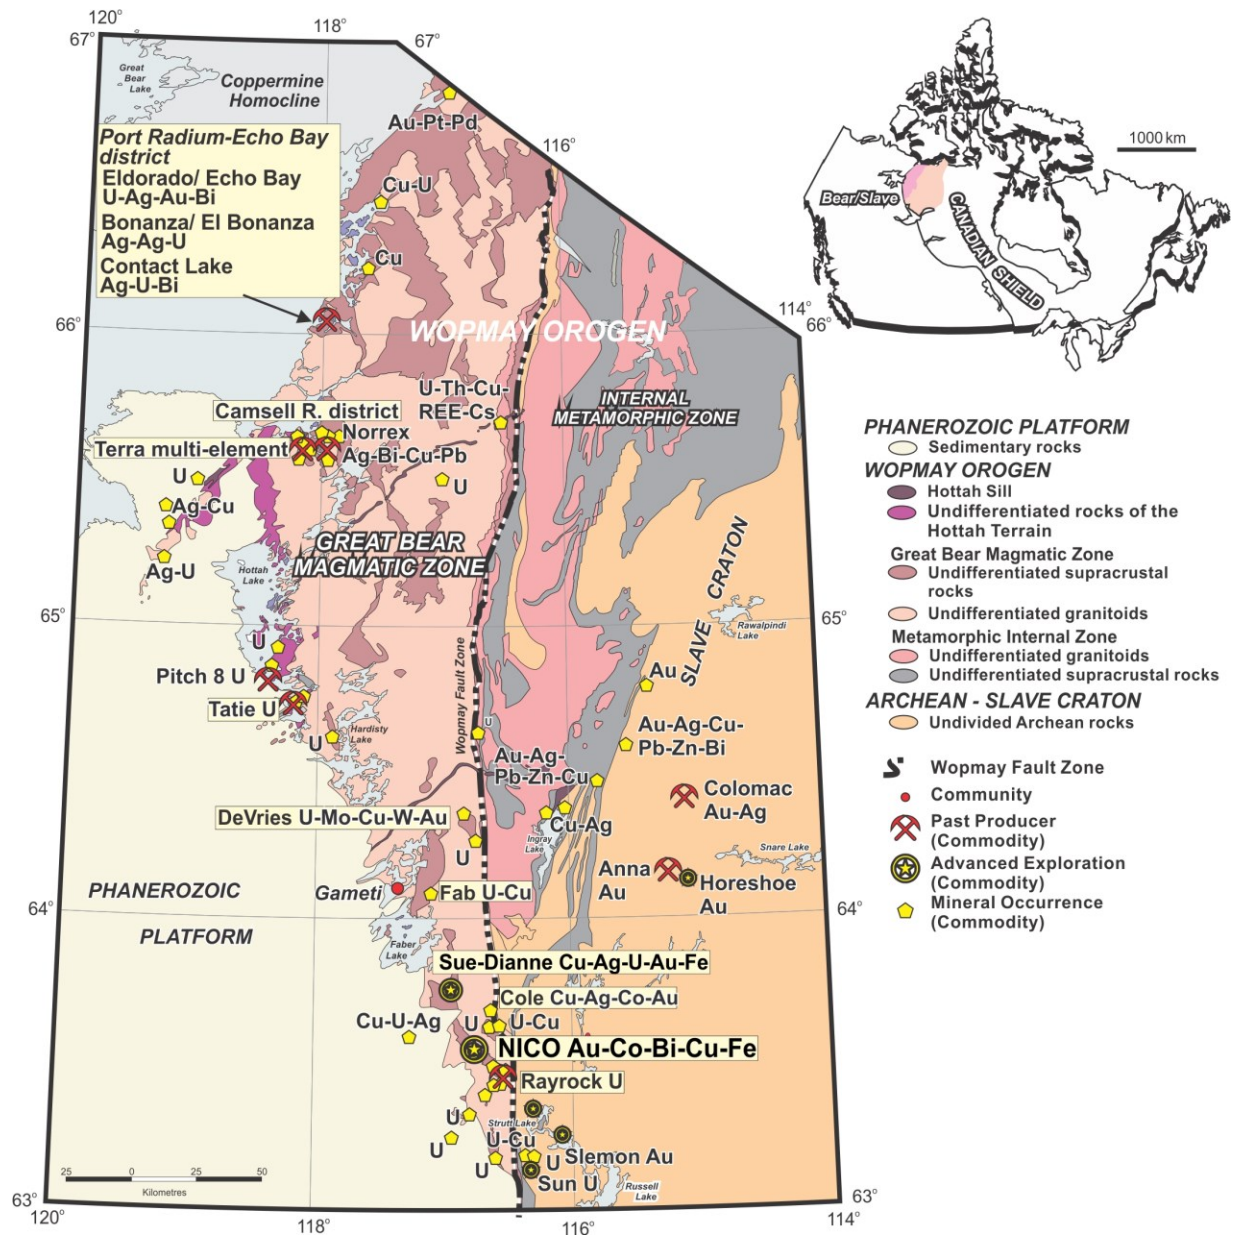 120°
118°
67°
67°
Great
Bear
Lake
Coppermine
Homocline
Au-Pt-Pd
116°
Port Radium-Echo Bay
district
Eldorado/ Echo Bay
U-Ag-Au-Bi
Bonanza/ El Bonanza
Ag-Ag-U
Contact Lake
Ag-U-Bi
Cu-U
Cu
1000 km
Bear/Slave
CANADIAN SHIELD
114°
66°
66°
WOPMAY OROGEN
U-Th-Cu-
REE-Cs
INTERNAL
METAMORPHIC ZONE
Camsell R. district
Norrex
Terra multi-element
Ag-Bi-Cu-Pb
U
U
Ag-Cu
GREAT BEAR
MAGMATIC ZONE
Ag-U
Hottah
Lake
SLAVE CRATON
65°
65°
Rawalpindi
Lake
U
Pitch 8 U
Au
Tatie U
Wopmay Fault Zone
Hardisty
Lake
U
U
Au-Ag-Cu-
Pb-Zn-Bi
Au-Ag-
Pb-Zn-Cu
Colomac
Au-Ag
DeVries U-Mo-Cu-W-Au
Cu-Ag
Ingray
Lake
U
Snare Lake
Anna
Au
Horeshoe
Au
PHANEROZOIC
Gameti
Fab U-Cu
64°
64°
PLATFORM
Faber
Lake
Sue-Dianne Cu-Ag-U-Au-Fe
Cole Cu-Ag-Co-Au
Cu-U-Ag
U
U-Cu
NICO Au-Co-Bi-Cu-Fe
Rayrock U
U
Strutt Lake
U
U-Cu
U
U
Slemon Au
Sun U
Russell
Lake
25
0
25
50
Kilometres
63°
63°
120°
118°
116°
114°
PHANEROZOIC PLATFORM
Sedimentary rocks
WOPMAY OROGEN
Hottah Sill
Undifferentiated rocks of the
Hottah Terrain
Great Bear Magmatic Zone
Undifferentiated supracrustal
rocks
Undifferentiated granitoids
Metamorphic Internal Zone
Undifferentiated granitoids
Undifferentiated supracrustal rocks
ARCHEAN - SLAVE CRATON
Undivided Archean rocks
Wopmay Fault Zone
Community
Past Producer
(Commodity)
Advanced Exploration
(Commodity)
Mineral Occurrence
(Commodity)